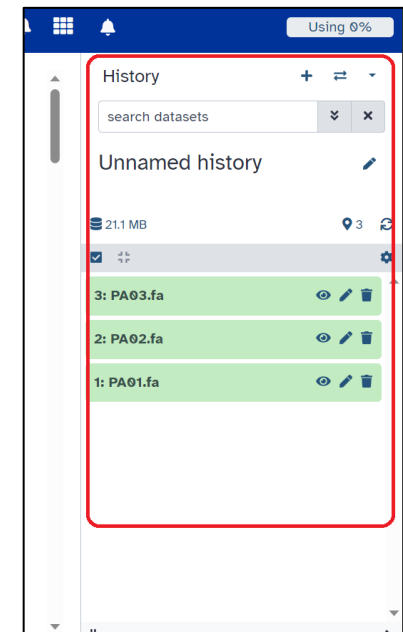 Using 0%
History
search datasets
Unnamed history
21.1 MB 3
3: PA03.fa
2: PA02.fa
1: PA01.fa